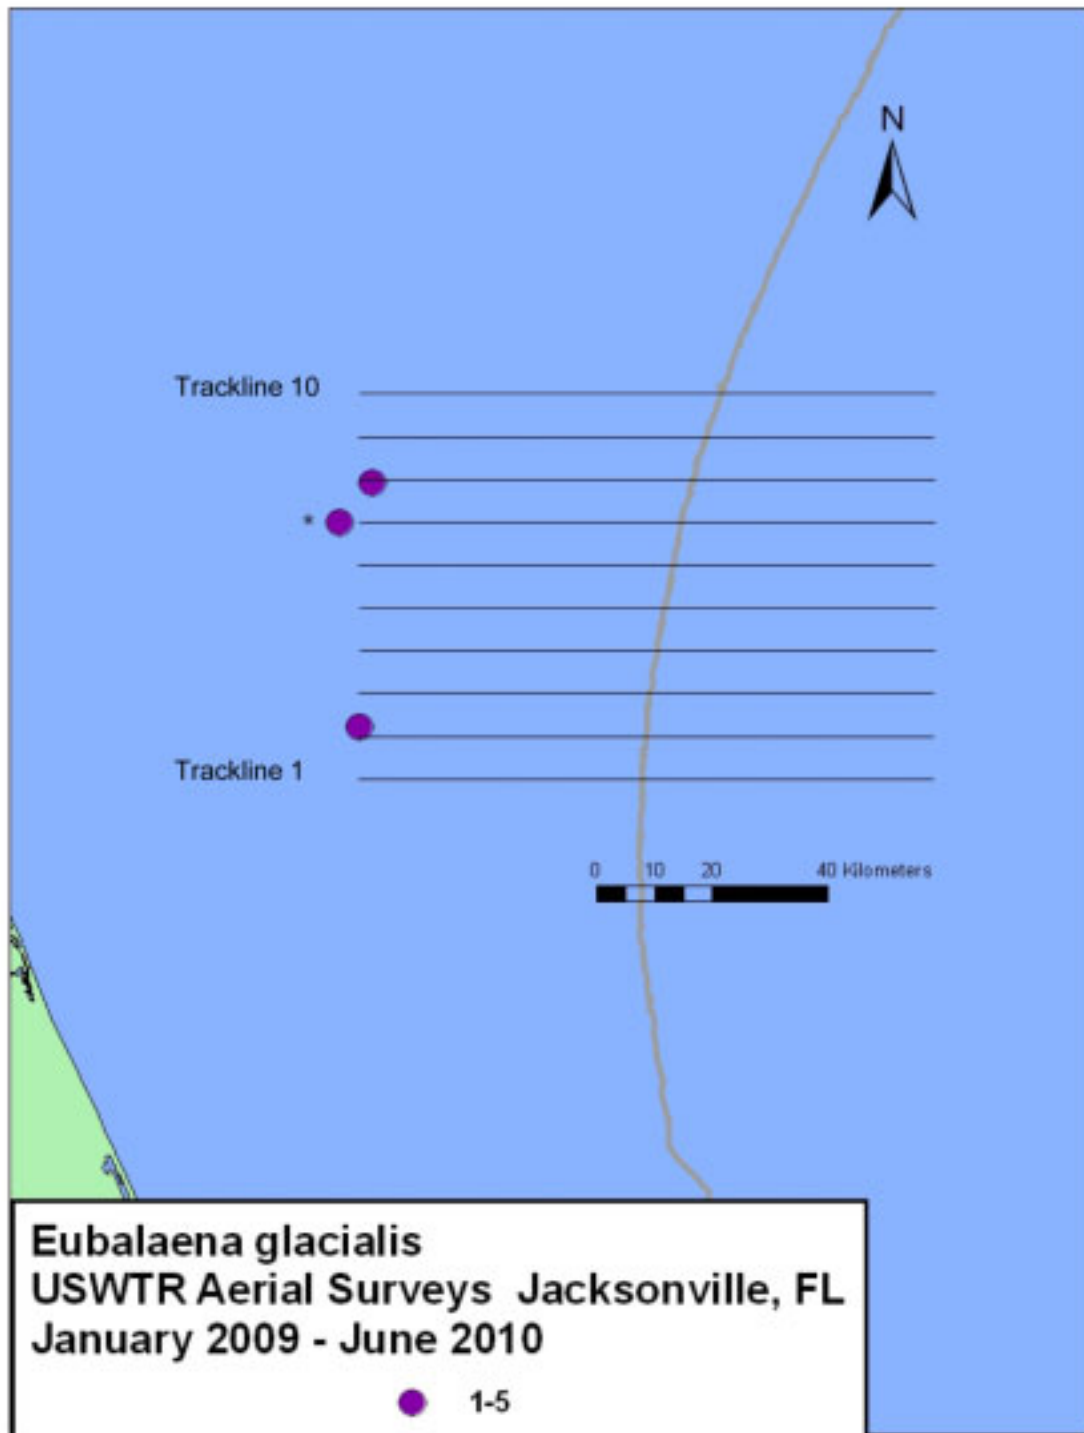 N
Trackline 10
*
Trackline 1
0 10 20 40 Kilometers
Eubalaena glacialis
USWTR Aerial Surveys Jacksonville, FL
January 2009 - June 2010
1-5